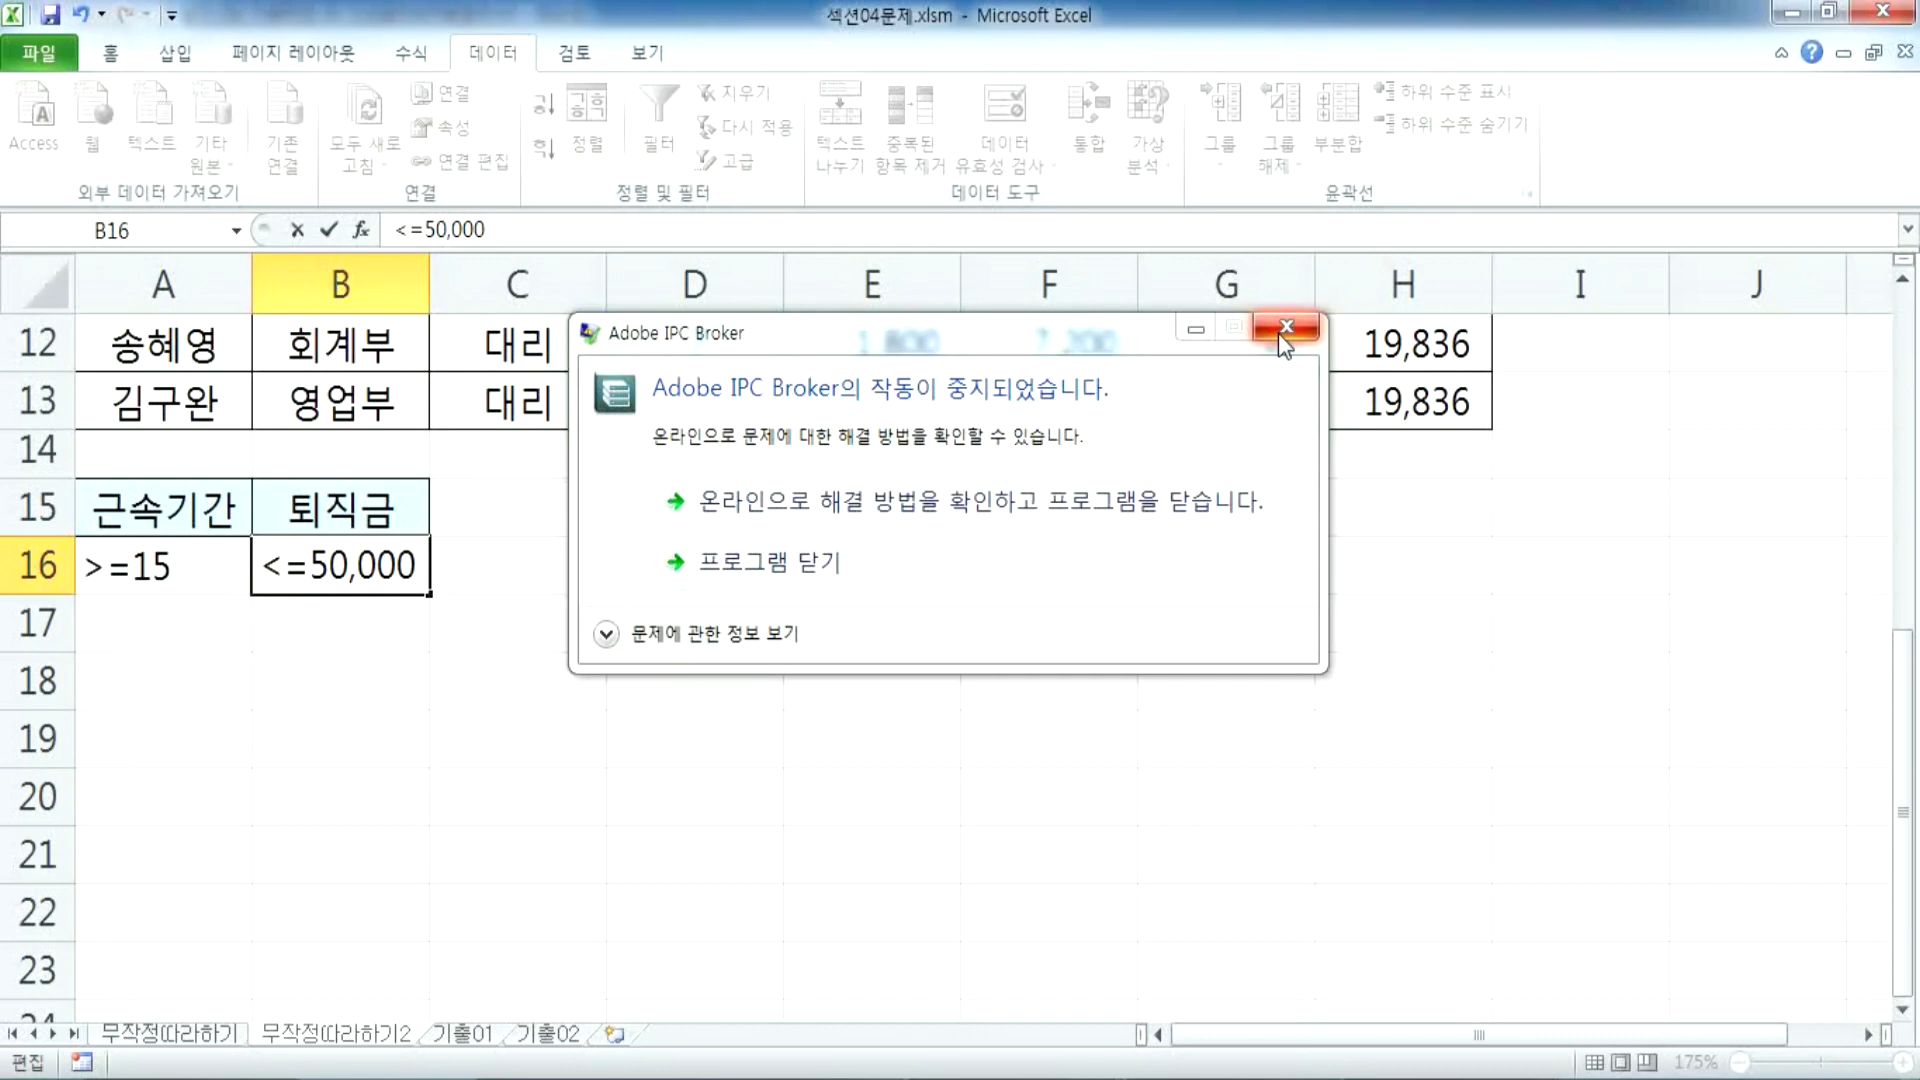 섹션04문제.xlsm - Microsoft Excel
파일 홈 삽입 페이지 레이아웃 수식 데이터 검토 보기
Access 웹 텍스트 기타 원본 기존 연결 모두 새로 고침 연결 속성 연결 편집 정렬 필터 지우기 다시 적용 고급 텍스트 나누기 중복된 항목 제거 데이터 유효성 검사 통합 가상 분석 그룹 그룹 해제 부분합 하위 수준 표시 하위 수준 숨기기
외부 데이터 가져오기 연결 정렬 및 필터 데이터 도구 윤곽선
B16 fx <=50,000
A B C D E F G H I J
12 송혜영 회계부 대리 1,800 7,200 19,836
13 김구완 영업부 대리 19,836
14
15 근속기간 퇴직금
16 >=15 <=50,000
17
18
19
20
21
22
23
24
Adobe IPC Broker
Adobe IPC Broker의 작동이 중지되었습니다.
온라인으로 문제에 대한 해결 방법을 확인할 수 있습니다.
온라인으로 해결 방법을 확인하고 프로그램을 닫습니다.
프로그램 닫기
문제에 관한 정보 보기
무작정따라하기 무작정따라하기2 기출01 기출02
편집 175%